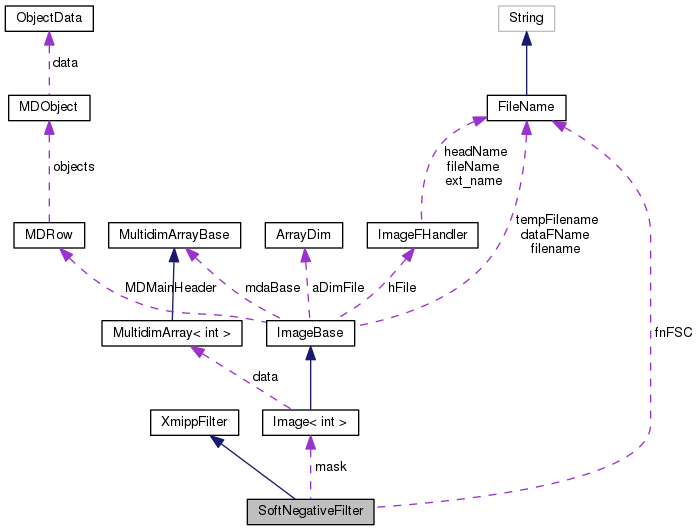 ObjectData
String
data
MDObject
FileName
objects
headName
fileName
ext_name
MDRow
MultidimArrayBase
ArrayDim
ImageFHandler
tempFilename
dataFName
filename
MDMainHeader
mdaBase
aDimFile
hFile
MultidimArray< int >
ImageBase
fnFSC
data
XmippFilter
Image< int >
mask
SoftNegativeFilter